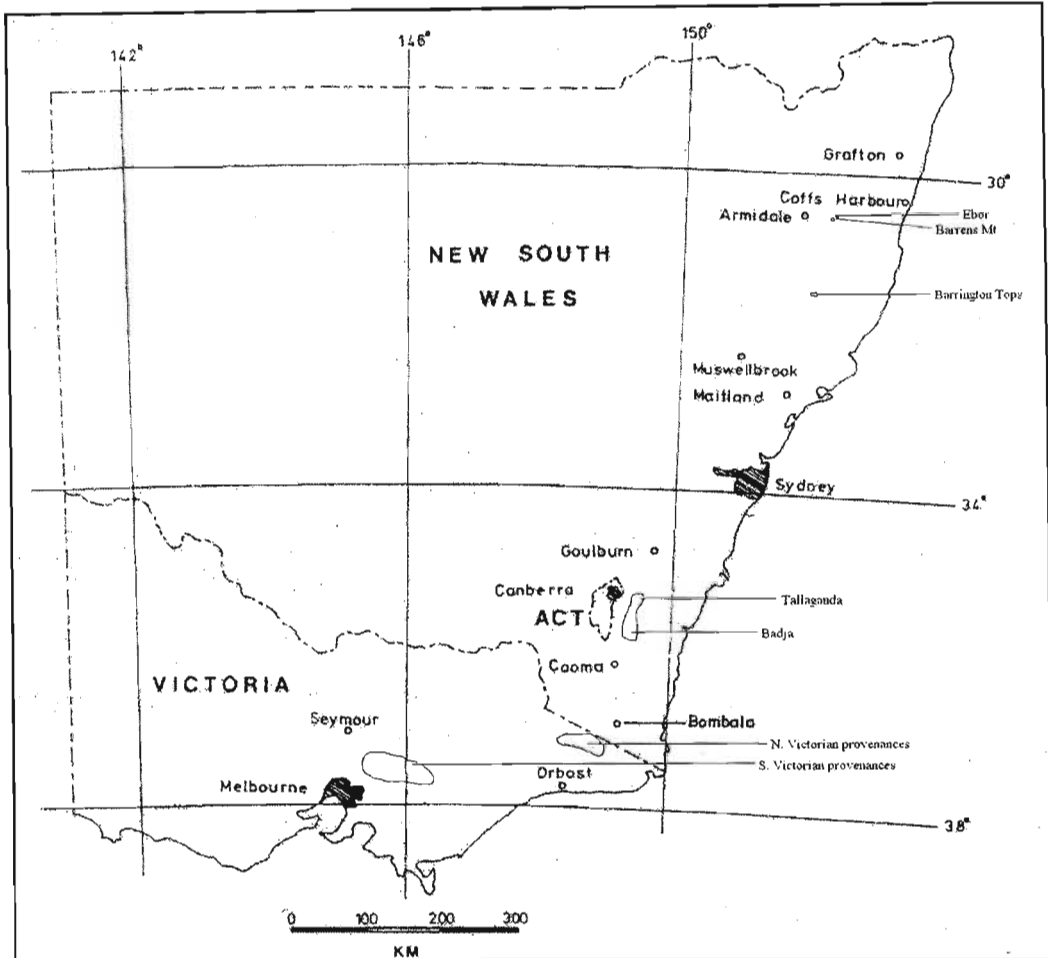 142°
146°
150°
Grafton
30°
Coffs Harbour
Armidale
Ebor
Barrens Mt
NEW SOUTH
WALES
Barrington Tops
Muswellbrook
Maitland
Sydney
34°
Goulburn
Canberra
Tallaganda
ACT
Badja
Cooma
VICTORIA
Seymour
Bombala
N. Victorian provenances
S. Victorian provenances
Orbost
Melbourne
38°
0 100 200 300
KM